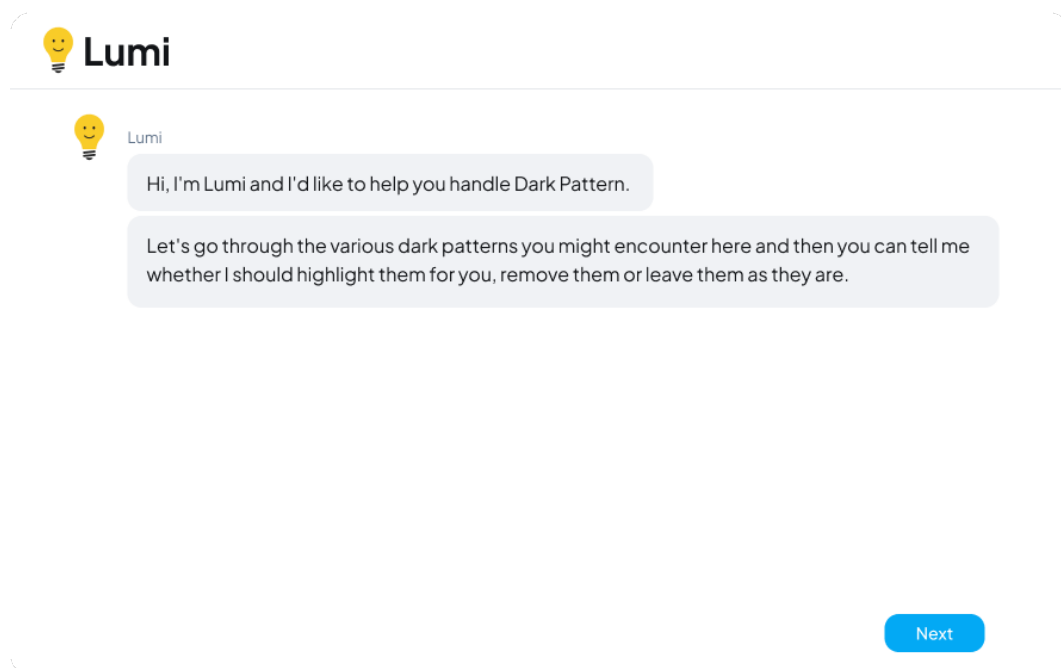 Lumi
Lumi
Hi, I'm Lumi and I'd like to help you handle Dark Pattern.
Let's go through the various dark patterns you might encounter here and then you can tell me
whether I should highlight them for you, remove them or leave them as they are.
Next